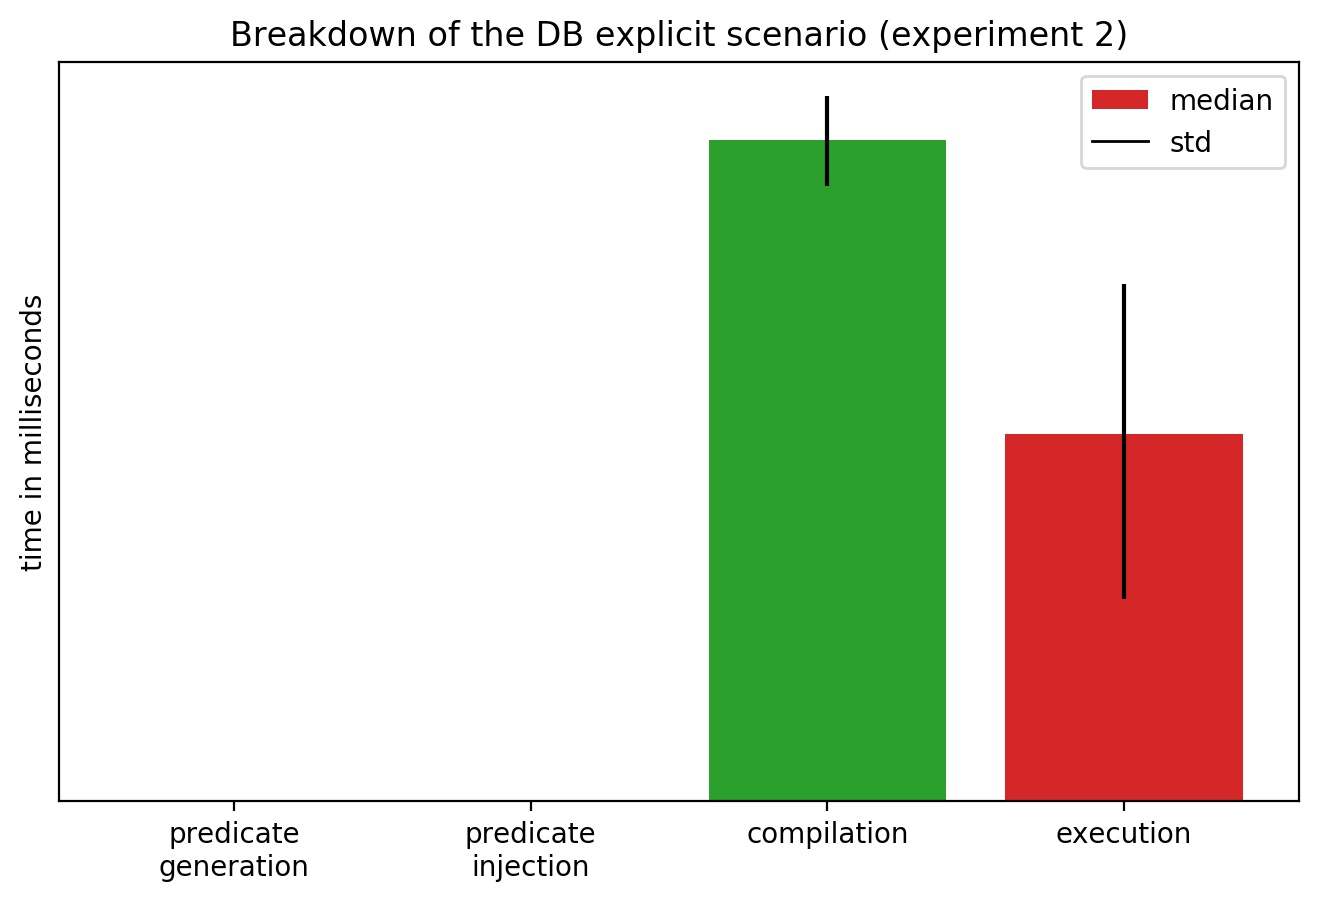 Breakdown of the DB explicit scenario (experiment 2)
median
std
time in milliseconds
predicate
generation
predicate
injection
compilation
execution